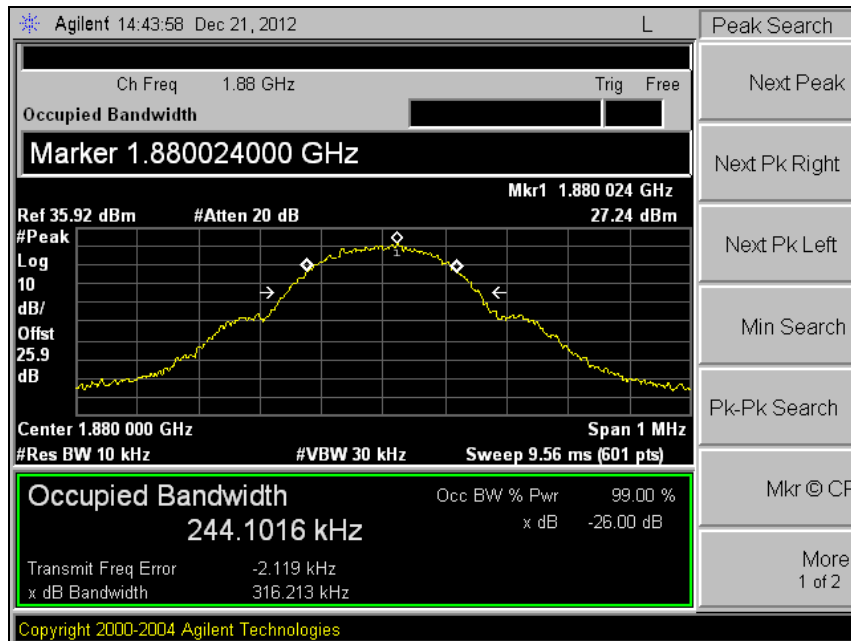 Agilent 14:43:58 Dec 21, 2012 L
Peak Search
Ch Freq 1.88 GHz Trig Free
Occupied Bandwidth
Marker 1.880024000 GHz
Mkr1 1.880 024 GHz
Ref 35.92 dBm #Atten 20 dB 27.24 dBm
#Peak
Log
10
dB/
Offst
25.9
dB
1
Center 1.880 000 GHz Span 1 MHz
#Res BW 10 kHz #VBW 30 kHz Sweep 9.56 ms (601 pts)
Occupied Bandwidth
244.1016 kHz
Occ BW % Pwr 99.00 %
x dB -26.00 dB
Transmit Freq Error -2.119 kHz
x dB Bandwidth 316.213 kHz
Copyright 2000-2004 Agilent Technologies
Next Peak
Next Pk Right
Next Pk Left
Min Search
Pk-Pk Search
Mkr © CF
More
1 of 2